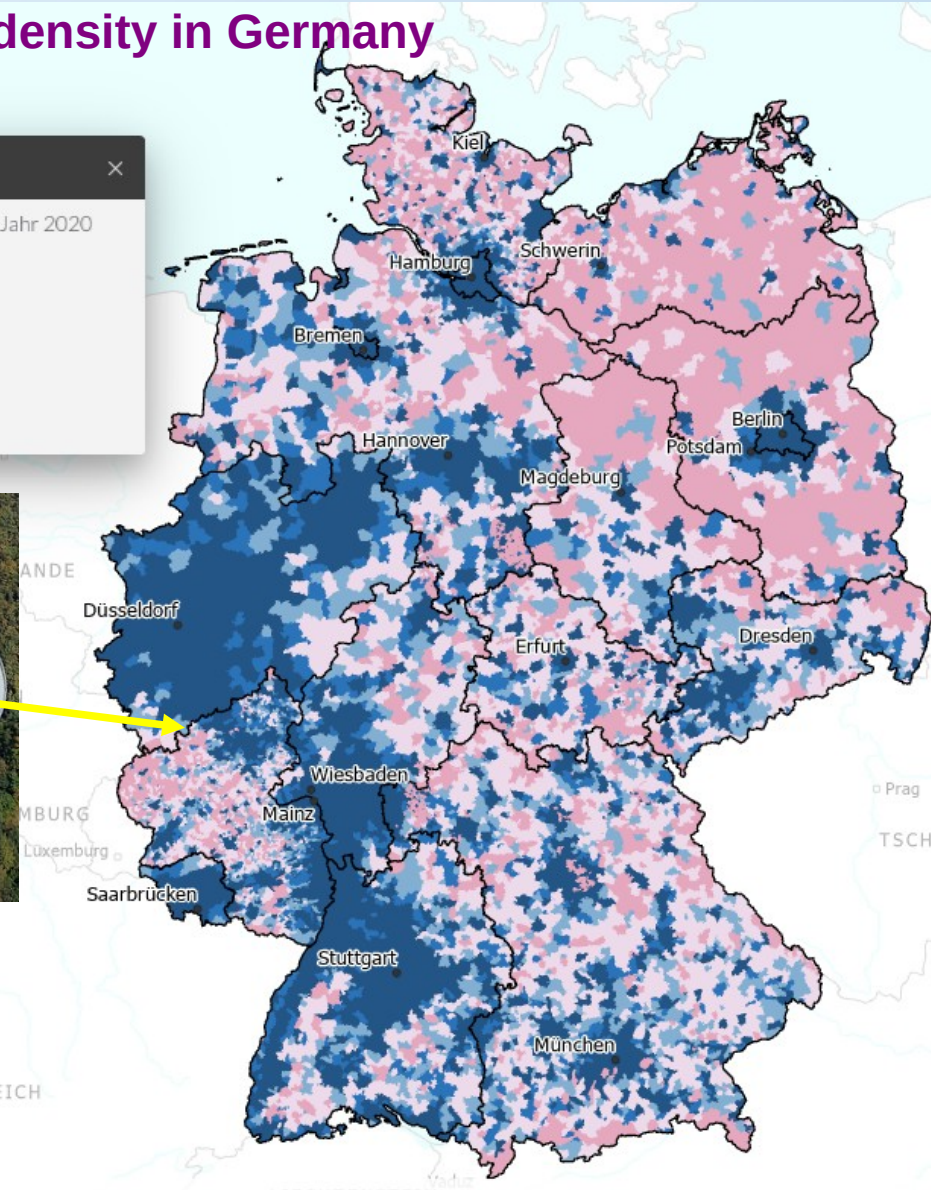 density in Germany
×
Jahr 2020
Kiel
Schwerin
Hamburg
Bremen
Berlin
Hannover
Potsdam
Magdeburg
ANDE
Düsseldorf
Dresden
Erfurt
Wiesbaden
Prag
MBURG
Mainz
TSCH
Luxemburg
Saarbrücken
Stuttgart
München
EICH
Vaduz